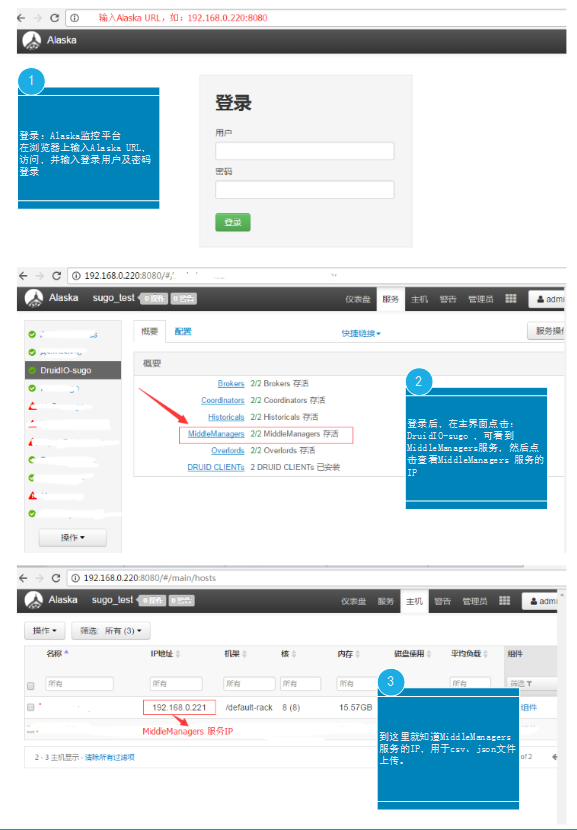 输入Alaska URL，如：192.168.0.220:8080
Alaska
1
登录：Alaska监控平台
在浏览器上输入Alaska URL，
访问，并输入登录用户及密码
登录
登录
用户
密码
登录
192.168.0.220:8080/#/
Alaska sugo_test 0 操作 0 警告 仪表盘 服务 主机 警告 管理员 admi
概要 配置 快捷链接 服务操作
DruidIO-sugo
操作
概要
Brokers 2/2 Brokers 存活
Coordinators 2/2 Coordinators 存活
Historicals 2/2 Historicals 存活
MiddleManagers 2/2 MiddleManagers 存活
Overlords 2/2 Overlords 存活
DRUID CLIENTs 2 DRUID CLIENTs 已安装
2
登录后，在主界面点击：
DruidIO-sugo ，可看到
MiddleManagers服务，然后点
击查看MiddleManagers 服务的
IP
192.168.0.220:8080/#/main/hosts
Alaska sugo_test 0 操作 0 警告 仪表盘 服务 主机 警告 管理员 admi
操作 筛选: 所有 (3)
名称 IP地址 机架 核 内存 磁盘使用 平均负载 组件
所有 所有 所有 所有 所有 所有 筛选
192.168.0.221 /default-rack 8 (8) 15.57GB 组件
MiddleManagers 服务IP
2 - 3 主机显示 - 清除所有过滤项 of 2
3
到这里就知道MiddleManagers
服务的IP，用于csv、json文件
上传。